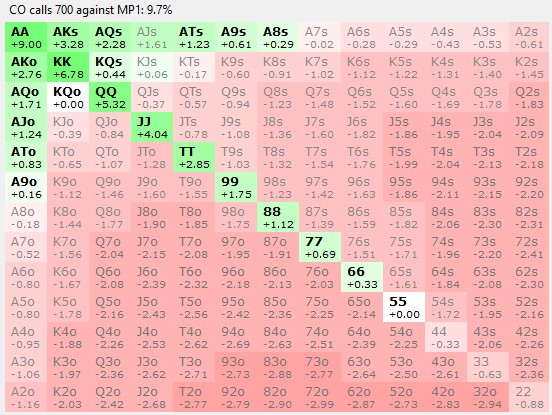 CO calls 700 against MP1: 9.7%
AA AKs AQs AJs ATs A9s A8s A7s A6s A5s A4s A3s A2s
+9.00 +3.28 +2.28 +1.61 +1.23 +0.61 +0.29 -0.02 -0.28 -0.29 -0.43 -0.53 -0.61
AKo KK KQs KJs KTs K9s K8s K7s K6s K5s K4s K3s K2s
+2.76 +6.78 +0.44 +0.06 -0.17 -0.60 -0.91 -1.02 -1.12 -1.22 -1.31 -1.40 -1.45
AQo KQo QQ QJs QTs Q9s Q8s Q7s Q6s Q5s Q4s Q3s Q2s
+1.71 +0.00 +5.32 -0.37 -0.57 -0.94 -1.23 -1.48 -1.52 -1.60 -1.69 -1.78 -1.83
AJo KJo QJo JJ JTs J9s J8s J7s J6s J5s J4s J3s J2s
+1.24 -0.39 -0.84 +4.04 -0.78 -1.08 -1.36 -1.60 -1.82 -1.86 -1.95 -2.04 -2.09
ATo KTo QTo JTo TT T9s T8s T7s T6s T5s T4s T3s T2s
+0.83 -0.65 -1.07 -1.28 +2.85 -1.03 -1.32 -1.54 -1.76 -1.99 -2.04 -2.13 -2.18
A9o K9o Q9o J9o T9o 99 98s 97s 96s 95s 94s 93s 92s
+0.16 -1.12 -1.46 -1.60 -1.55 +1.75 -1.23 -1.42 -1.63 -1.86 -2.11 -2.15 -2.20
A8o K8o Q8o J8o T8o 98o 88 87s 86s 85s 84s 83s 82s
-0.18 -1.44 -1.77 -1.90 -1.85 -1.75 +1.12 -1.39 -1.59 -1.82 -2.06 -2.30 -2.31
A7o K7o Q7o J7o T7o 97o 87o 77 76s 75s 74s 73s 72s
-0.52 -1.56 -2.04 -2.15 -2.08 -1.95 -1.91 +0.69 -1.51 -1.71 -1.96 -2.20 -2.41
A6o K6o Q6o J6o T6o 96o 86o 76o 66 65s 64s 63s 62s
-0.80 -1.67 -2.08 -2.39 -2.32 -2.18 -2.13 -2.03 +0.33 -1.61 -1.84 -2.08 -2.30
A5o K5o Q5o J5o T5o 95o 85o 75o 65o 55 54s 53s 52s
-0.80 -1.78 -2.16 -2.43 -2.56 -2.42 -2.36 -2.25 -2.14 +0.00 -1.72 -1.95 -2.16
A4o K4o Q4o J4o T4o 94o 84o 74o 64o 54o 44 43s 42s
-0.95 -1.88 -2.26 -2.53 -2.62 -2.69 -2.63 -2.51 -2.39 -2.25 -0.33 -2.06 -2.26
A3o K3o Q3o J3o T3o 93o 83o 73o 63o 53o 43o 33 32s
-1.06 -1.97 -2.36 -2.62 -2.71 -2.73 -2.88 -2.77 -2.64 -2.50 -2.61 -0.63 -2.36
A2o K2o Q2o J2o T2o 92o 82o 72o 62o 52o 42o 32o 22
-1.16 -2.03 -2.42 -2.68 -2.77 -2.79 -2.90 -2.99 -2.87 -2.73 -2.83 -2.94 -0.88